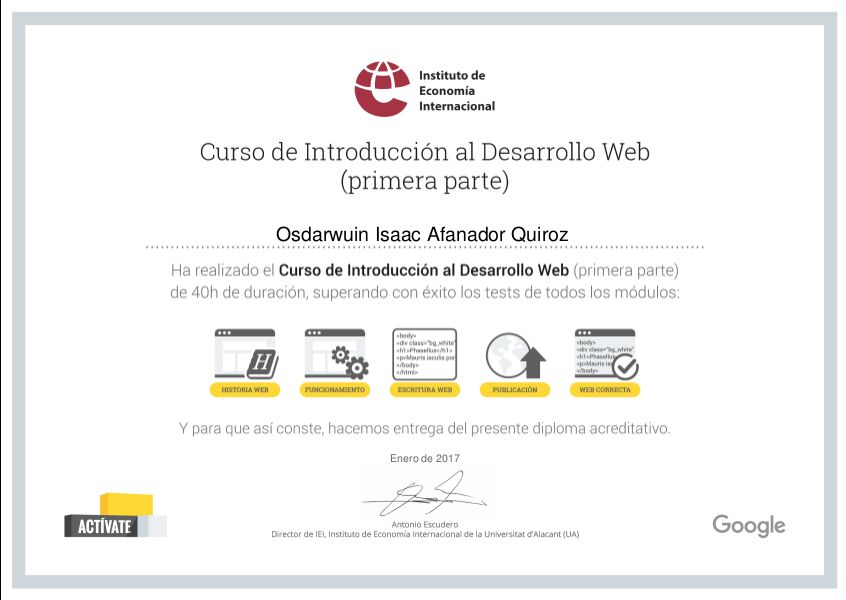 Instituto de
Economía
Internacional
Curso de Introducción al Desarrollo Web
(primera parte)
Osdarwuin Isaac Afanador Quiroz
Ha realizado el Curso de Introducción al Desarrollo Web (primera parte)
de 40h de duración, superando con éxito los tests de todos los módulos:
H
<body>
<div class="bg_white"
<h1>Phasellus</h1>
<p>Mauris iaculis por
</body>
</html>
<body>
<div class="bg_white"
<h1>Phasellus
<p>Mauris ia
</body>
</html>
HISTORIA WEB
FUNCIONAMIENTO
ESCRITURA WEB
PUBLICACIÓN
WEB CORRECTA
Y para que así conste, hacemos entrega del presente diploma acreditativo.
Enero de 2017
Antonio Escudero
Director de IEI, Instituto de Economía Internacional de la Universitat d'Alacant (UA)
ACTÍVATE
Google